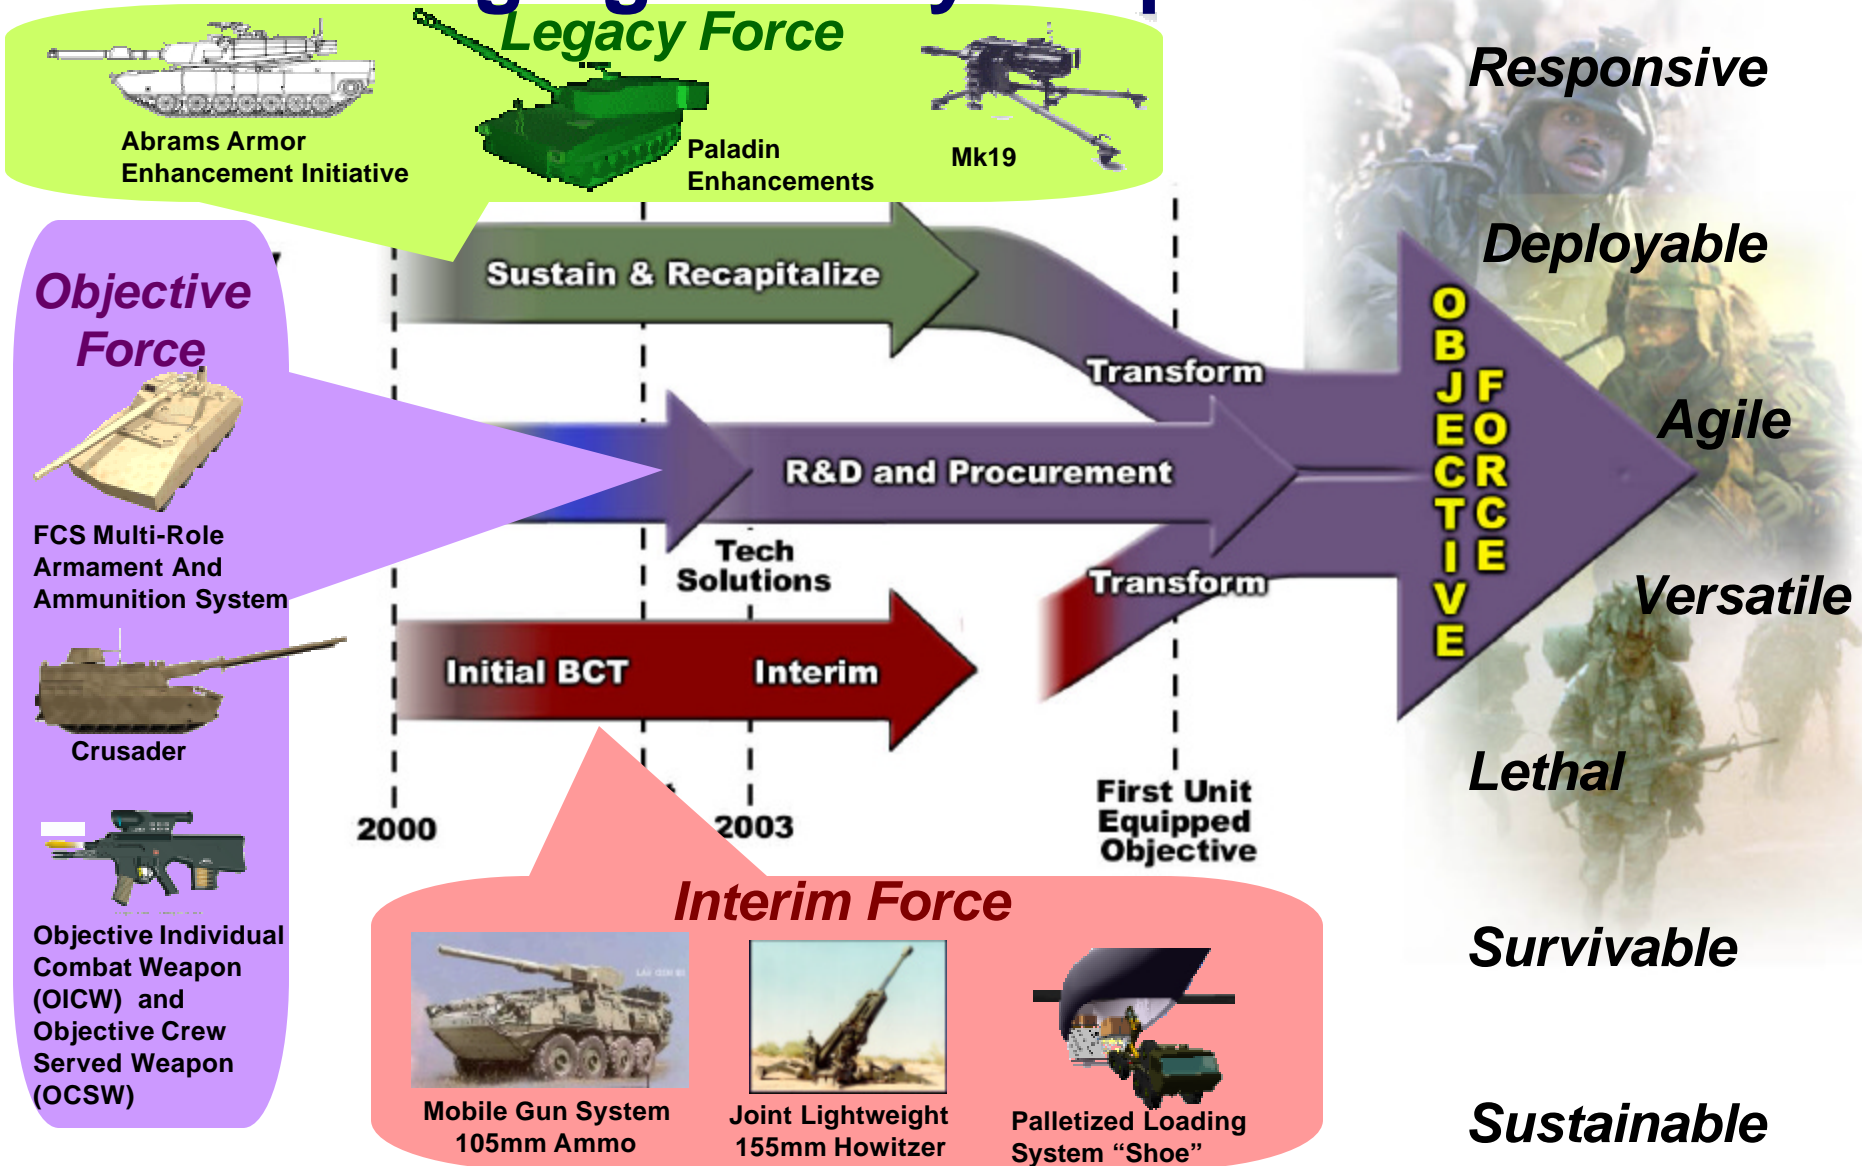 Legacy Force
Abrams Armor
Enhancement Initiative
Paladin
Enhancements
Mk19
Responsive
Deployable
Agile
Versatile
Lethal
Survivable
Sustainable
Objective
Force
FCS Multi-Role
Armament And
Ammunition System
Crusader
Objective Individual
Combat Weapon
(OICW) and
Objective Crew
Served Weapon
(OCSW)
Sustain & Recapitalize
Transform
R&D and Procurement
Tech
Solutions
Transform
Initial BCT
Interim
OBJECTIVE
FORCE
2000
2003
First Unit
Equipped
Objective
Interim Force
Mobile Gun System
105mm Ammo
Joint Lightweight
155mm Howitzer
Palletized Loading
System “Shoe”